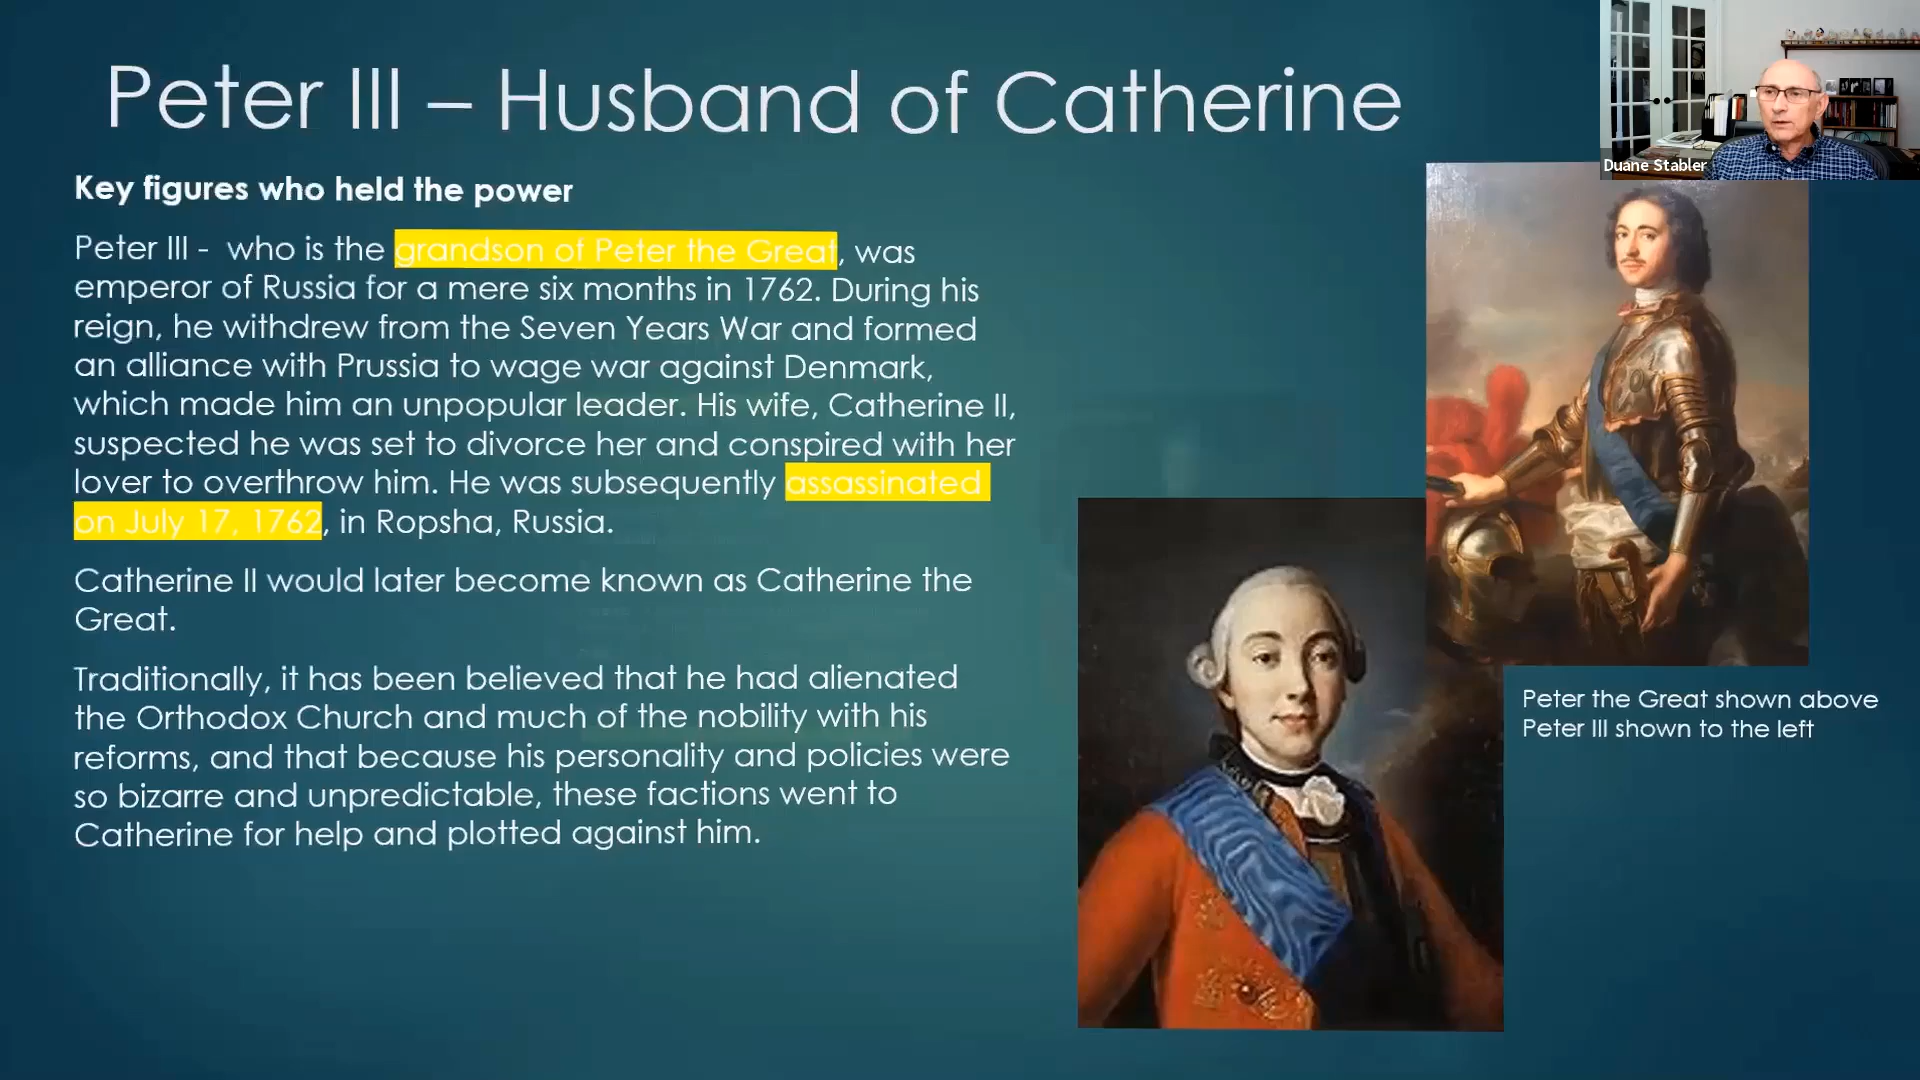 Peter III – Husband of Catherine
Duane Stabler
Key figures who held the power
Peter III -  who is the grandson of Peter the Great, was
emperor of Russia for a mere six months in 1762. During his
reign, he withdrew from the Seven Years War and formed
an alliance with Prussia to wage war against Denmark,
which made him an unpopular leader. His wife, Catherine II,
suspected he was set to divorce her and conspired with her
lover to overthrow him. He was subsequently assassinated
on July 17, 1762, in Ropsha, Russia.
Catherine II would later become known as Catherine the
Great.
Traditionally, it has been believed that he had alienated
the Orthodox Church and much of the nobility with his
reforms, and that because his personality and policies were
so bizarre and unpredictable, these factions went to
Catherine for help and plotted against him.
Peter the Great shown above
Peter III shown to the left